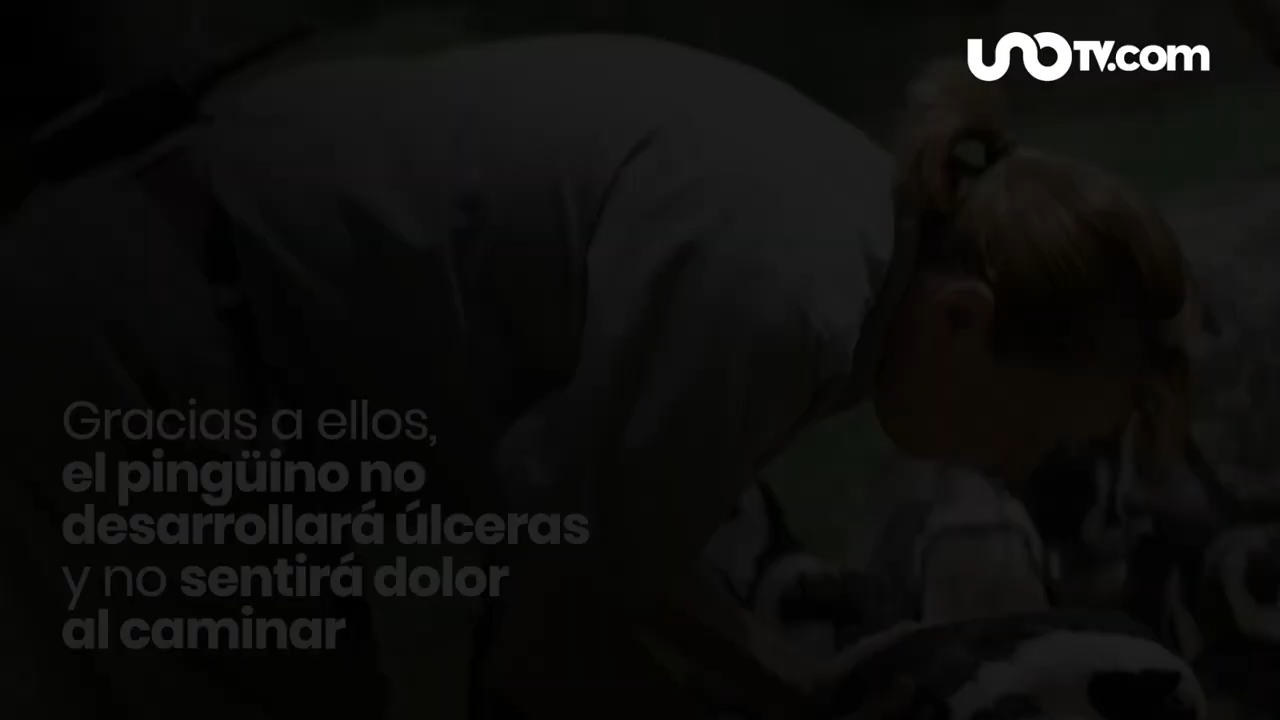 UNOTV.com
Gracias a ellos,
el pingüino no
desarrollará úlceras
y no sentirá dolor
al caminar